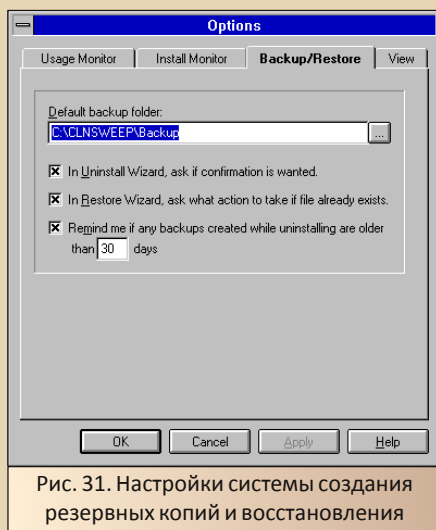 Options
Usage Monitor
Install Monitor
Backup/Restore
View
Default backup folder:
C:\CLNSWEEP\Backup
...
In Uninstall Wizard, ask if confirmation is wanted.
In Restore Wizard, ask what action to take if file already exists.
Remind me if any backups created while uninstalling are older
than 30 days
OK
Cancel
Apply
Help
Рис. 31. Настройки системы создания
резервных копий и восстановления